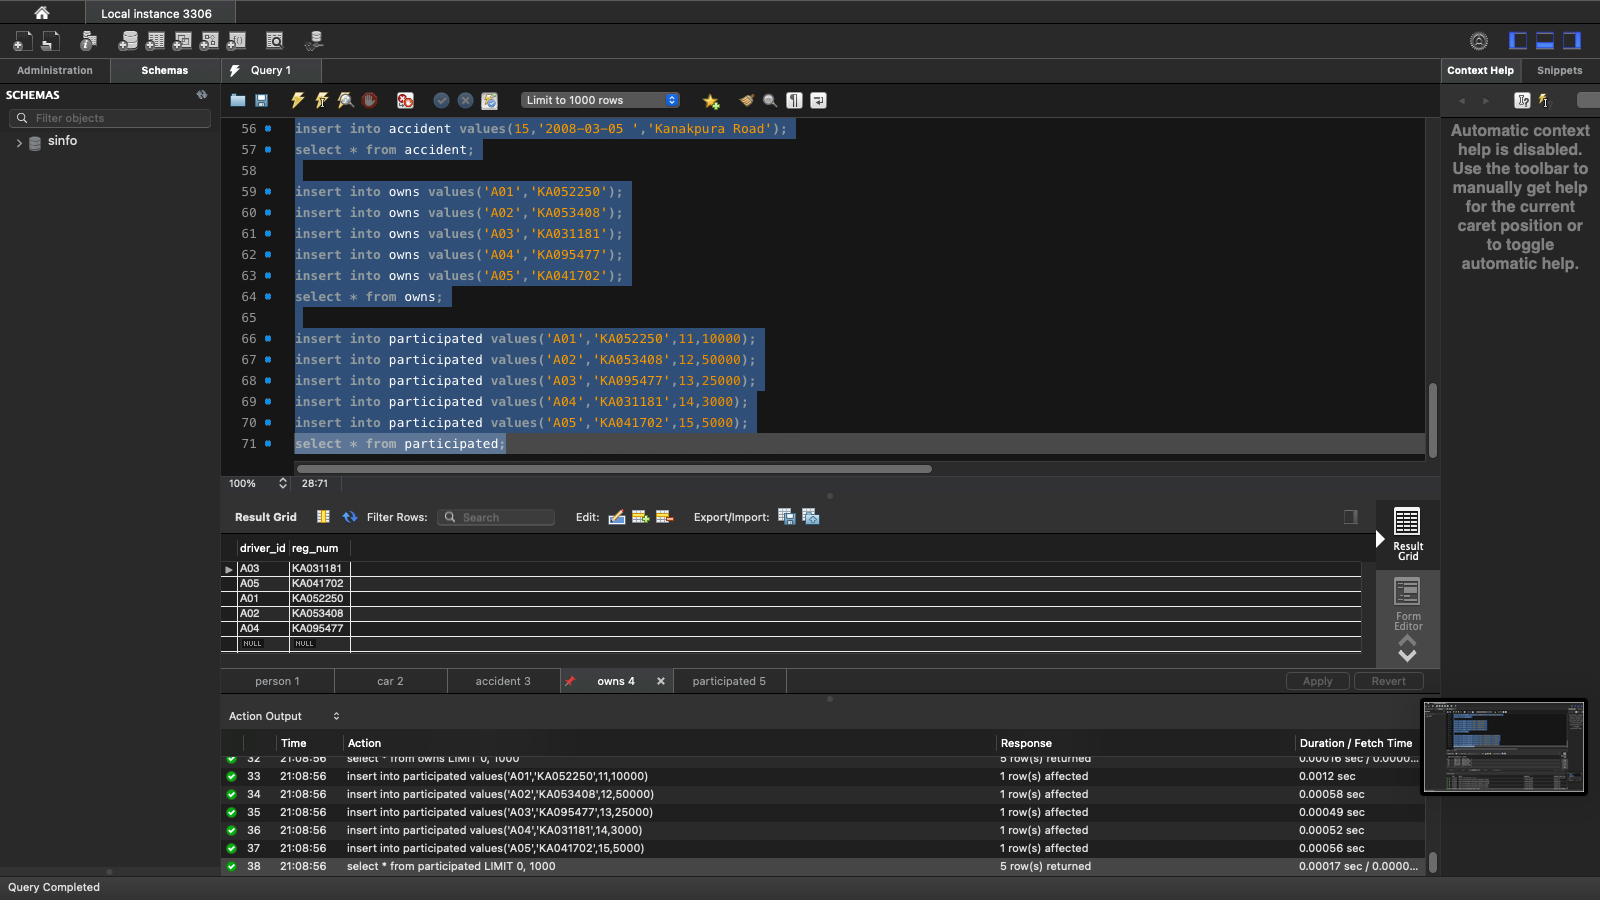 Local instance 3306
Administration
Schemas
Query 1
Context Help
Snippets
SCHEMAS
Filter objects
sinfo
Limit to 1000 rows
56 insert into accident values(15,'2008-03-05 ','Kanakpura Road');
57 select * from accident;
58
59 insert into owns values('A01','KA052250');
60 insert into owns values('A02','KA053408');
61 insert into owns values('A03','KA031181');
62 insert into owns values('A04','KA095477');
63 insert into owns values('A05','KA041702');
64 select * from owns;
65
66 insert into participated values('A01','KA052250',11,10000);
67 insert into participated values('A02','KA053408',12,50000);
68 insert into participated values('A03','KA095477',13,25000);
69 insert into participated values('A04','KA031181',14,3000);
70 insert into participated values('A05','KA041702',15,5000);
71 select * from participated;
Automatic context
help is disabled.
Use the toolbar to
manually get help
for the current
caret position or
to toggle
automatic help.
100% 28:71
Result Grid Filter Rows: Search Edit: Export/Import:
driver_id reg_num
A03 KA031181
A05 KA041702
A01 KA052250
A02 KA053408
A04 KA095477
NULL NULL
Result
Grid
Form
Editor
person 1 car 2 accident 3 owns 4 participated 5 Apply Revert
Action Output
Time Action Response Duration / Fetch Time
32 21:08:56 select * from owns LIMIT 0, 1000 5 row(s) returned 0.00016 sec / 0.0000...
33 21:08:56 insert into participated values('A01','KA052250',11,10000) 1 row(s) affected 0.0012 sec
34 21:08:56 insert into participated values('A02','KA053408',12,50000) 1 row(s) affected 0.00058 sec
35 21:08:56 insert into participated values('A03','KA095477',13,25000) 1 row(s) affected 0.00049 sec
36 21:08:56 insert into participated values('A04','KA031181',14,3000) 1 row(s) affected 0.00052 sec
37 21:08:56 insert into participated values('A05','KA041702',15,5000) 1 row(s) affected 0.00056 sec
38 21:08:56 select * from participated LIMIT 0, 1000 5 row(s) returned 0.00017 sec / 0.0000...
Query Completed